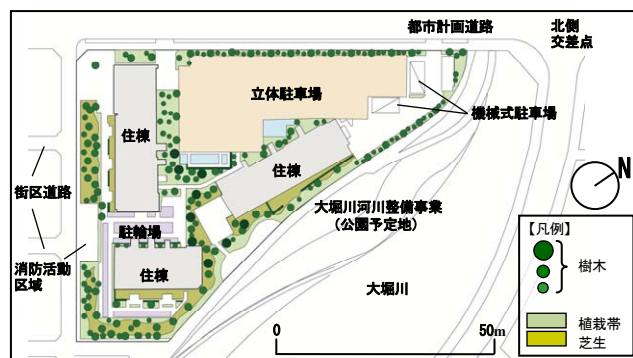 都市計画道路
北側
交差点
立体駐車場
機械式駐車場
住棟
住棟
N
街区道路
大堀川河川整備事業
(公園予定地)
駐輪場
消防活動
区域
住棟
大堀川
0 50m
【凡例】
樹木
植栽帯
芝生